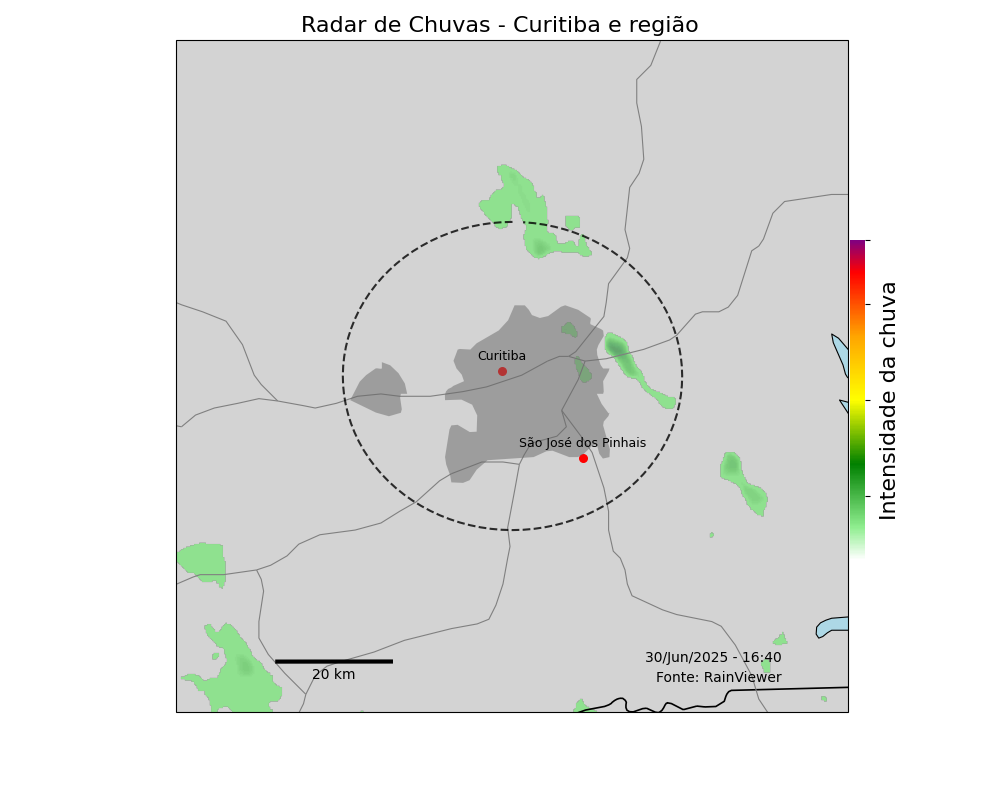 Radar de Chuvas - Curitiba e região
Curitiba
São José dos Pinhais
Intensidade da chuva
20 km
30/Jun/2025 - 16:40
Fonte: RainViewer